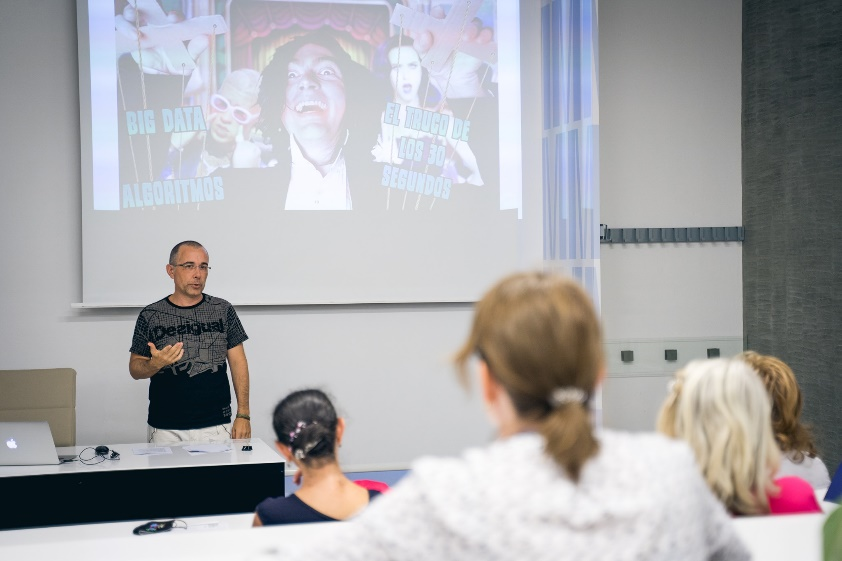 BIG DATA
ALGORITMOS
EL TRUCO DE
LOS 30
SEGUNDOS
Desigual